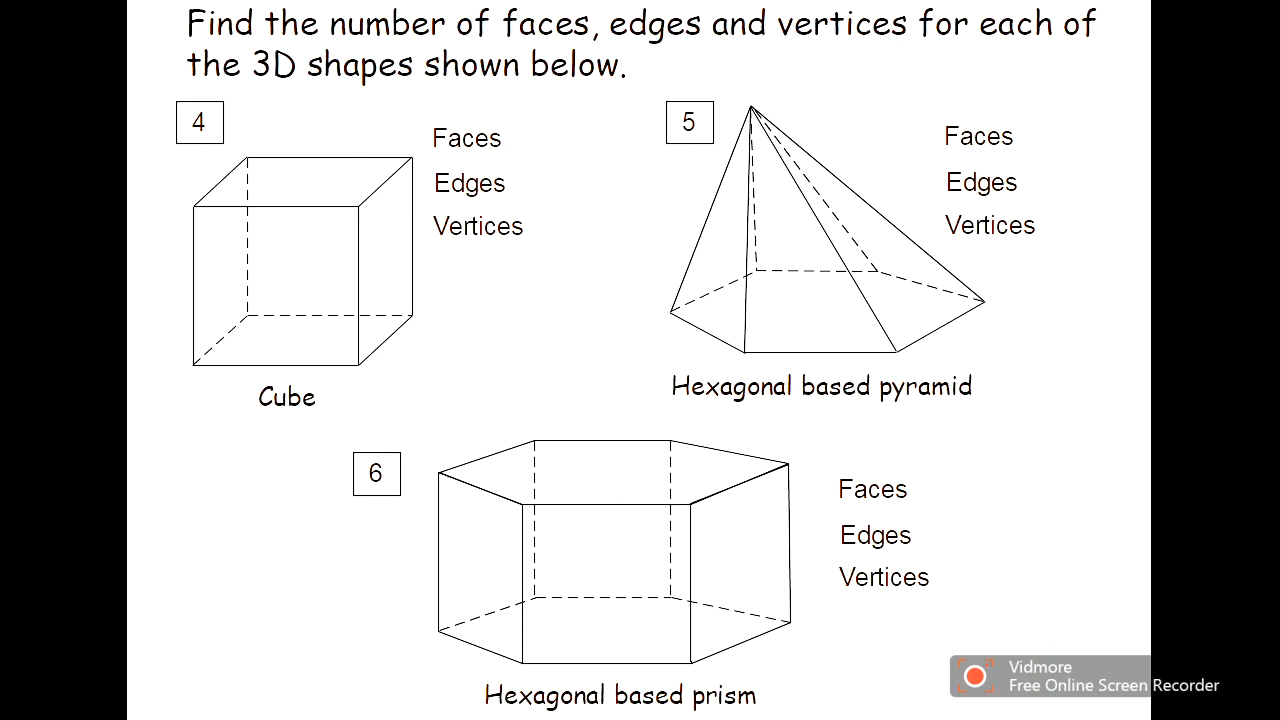 Find the number of faces, edges and vertices for each of
the 3D shapes shown below.
4
Faces
Edges
Vertices
Cube
5
Faces
Edges
Vertices
Hexagonal based pyramid
6
Faces
Edges
Vertices
Hexagonal based prism
Vidmore
Free Online Screen Recorder